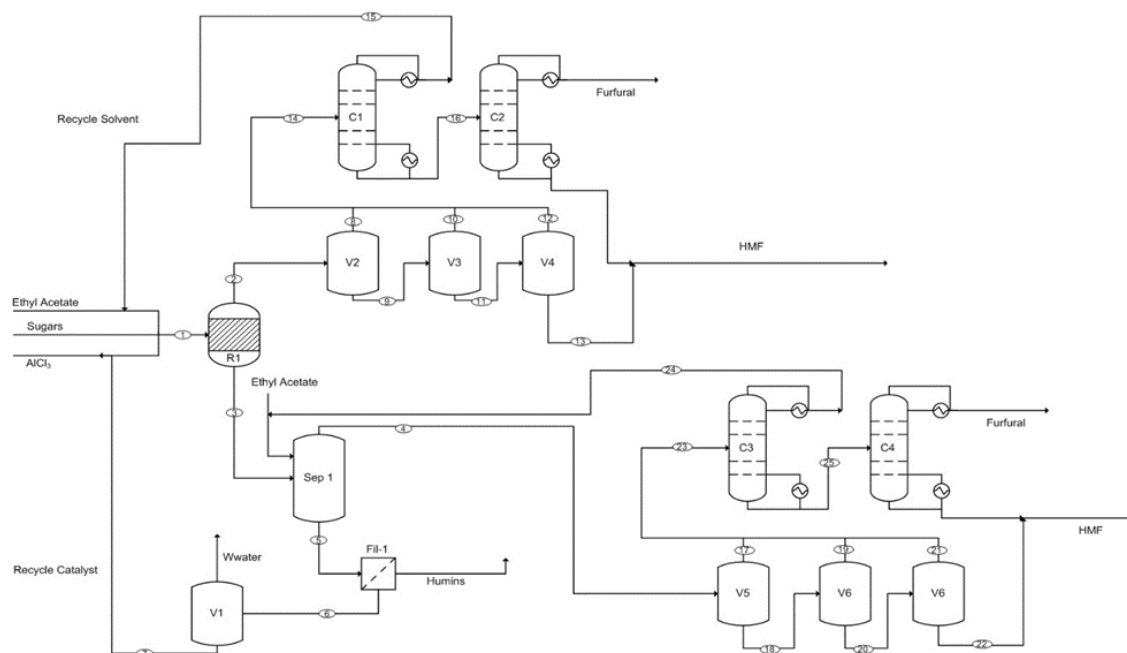 15
Furfural
Recycle Solvent
14
C1
16
C2
8
10
12
HMF
V2
V3
V4
2
9
11
Ethyl Acetate
Sugars
1
13
AlCl₃
R1
Ethyl Acetate
24
3
4
23
C3
25
C4
Furfural
Sep 1
5
Fil-1
HMF
Wwater
Recycle Catalyst
Humins
17
19
21
V1
6
V5
V6
V6
7
18
20
22